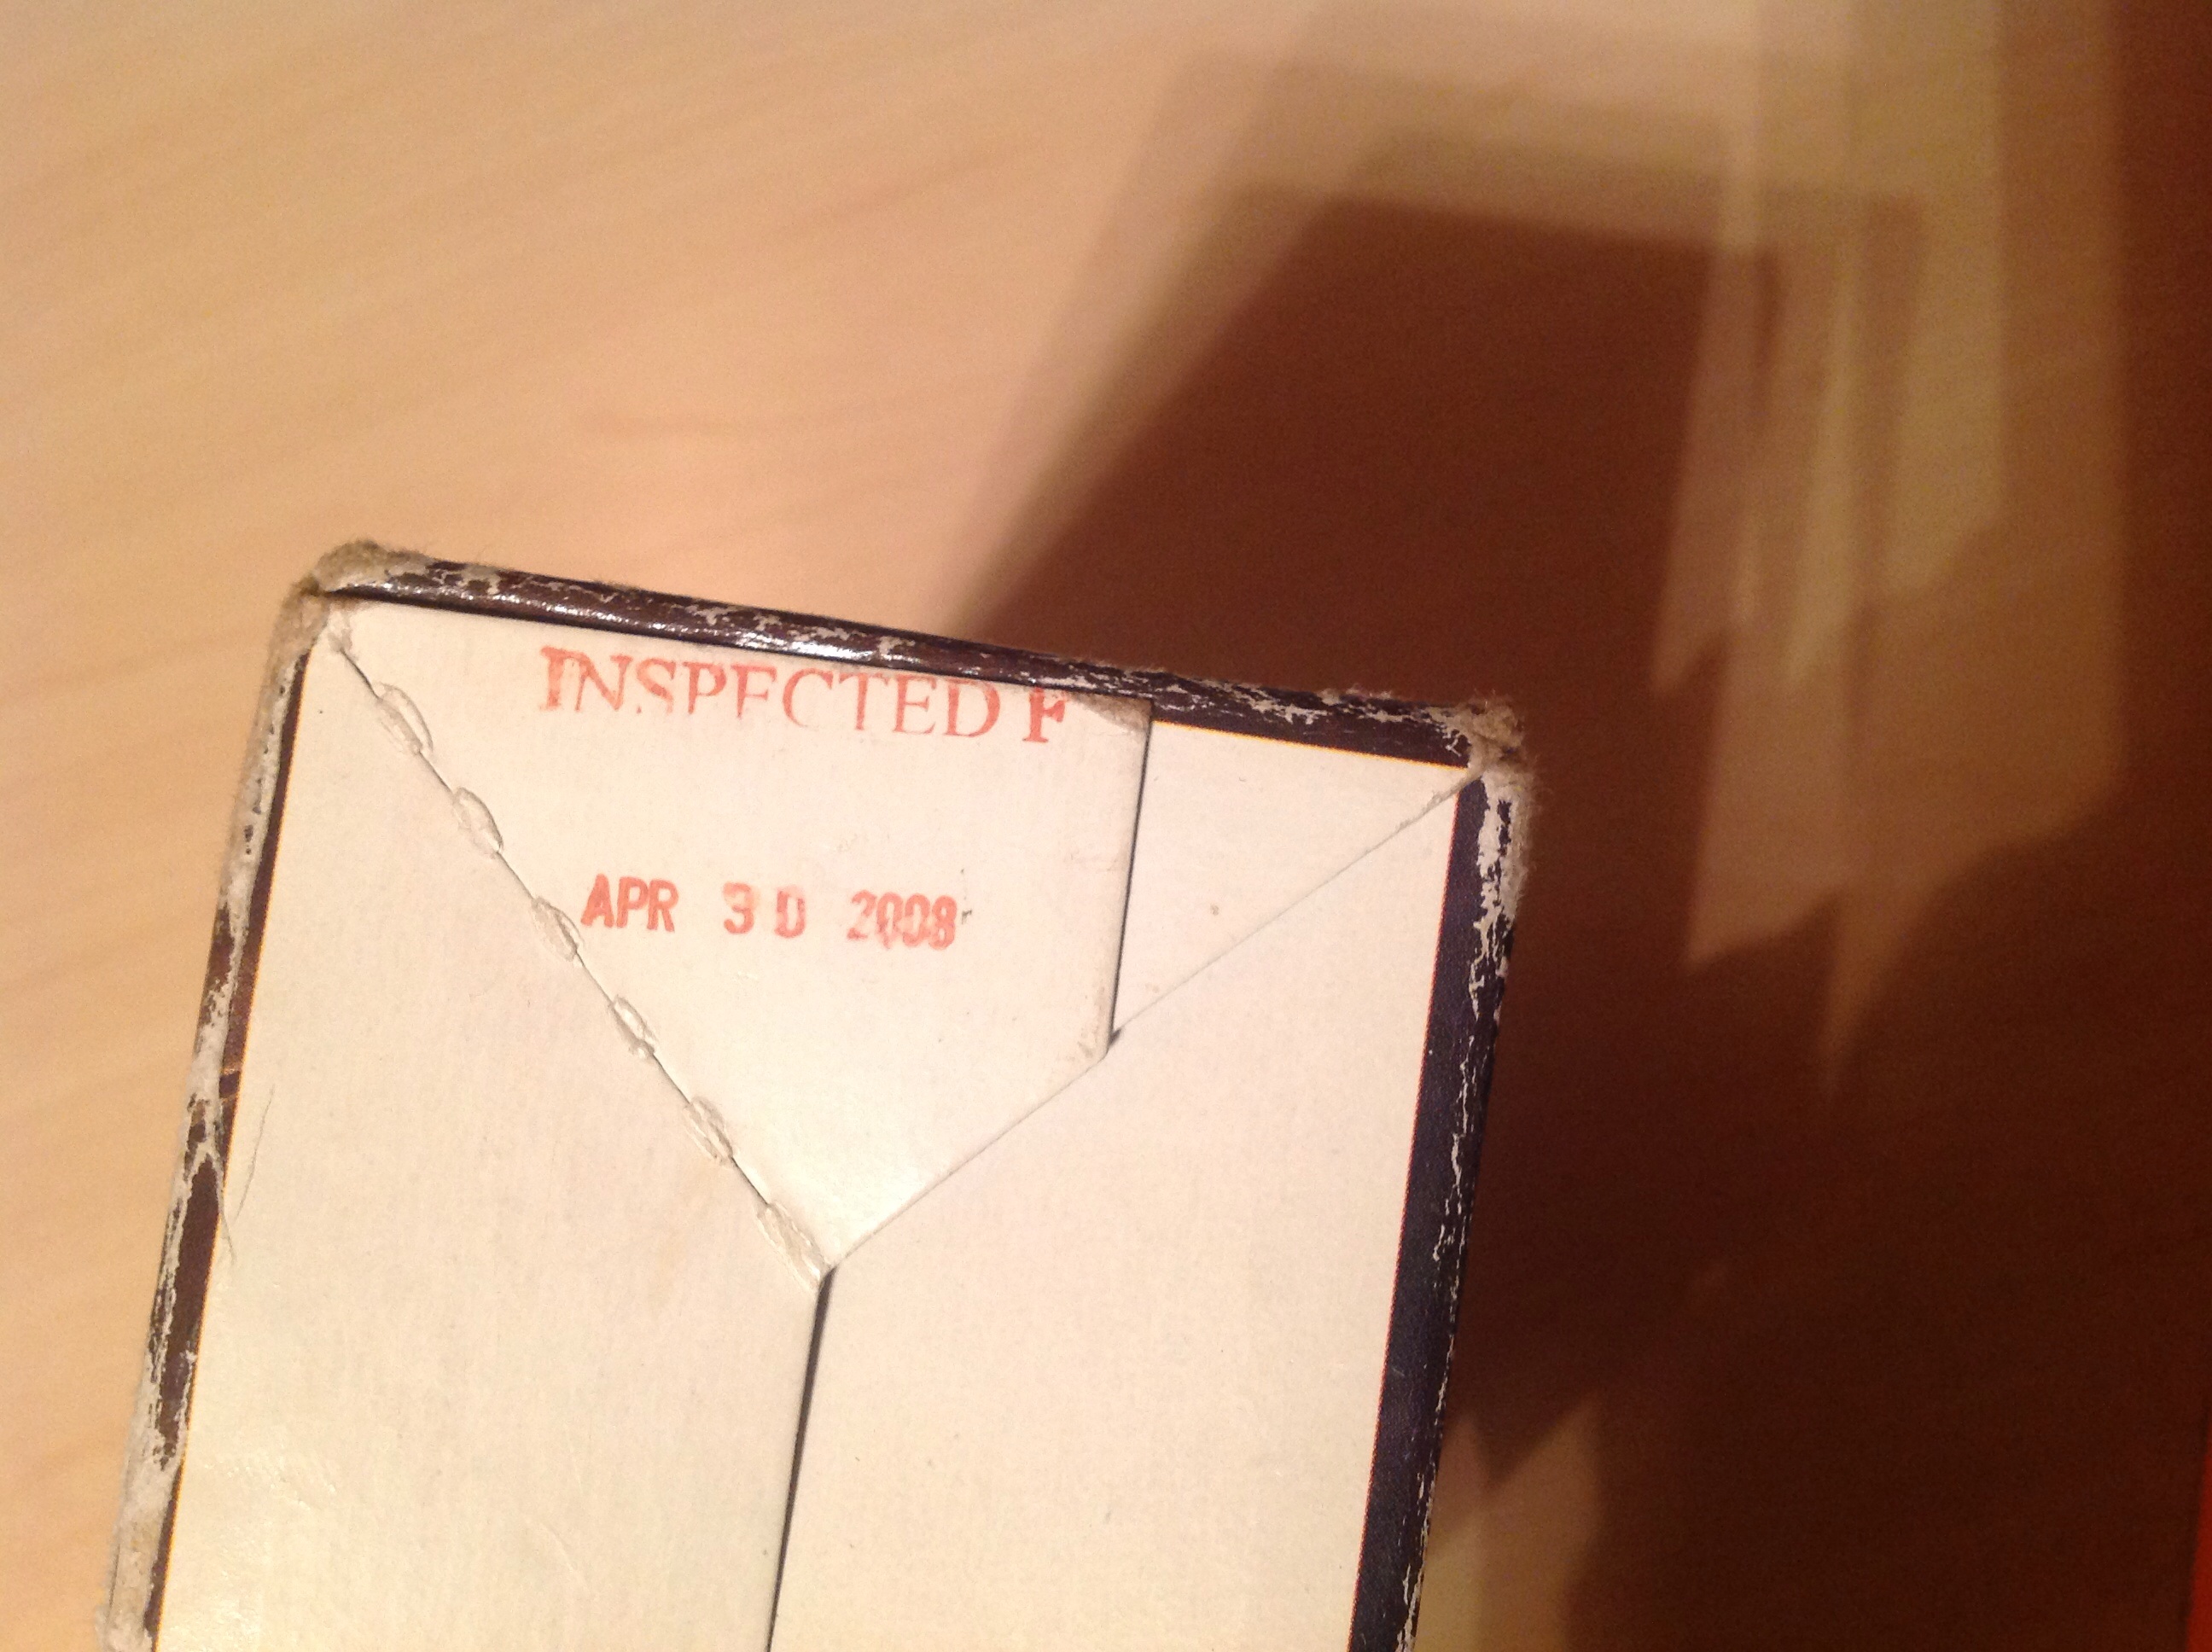 INSPECTED F
APR 30 2008